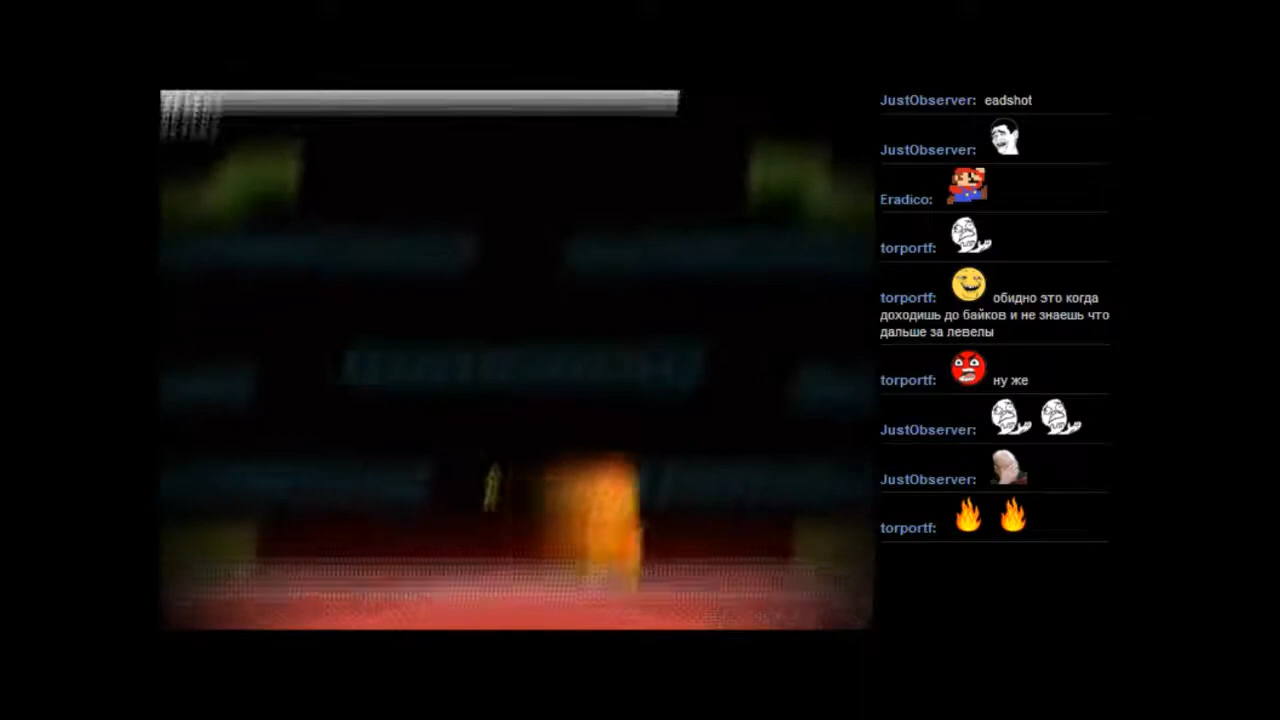 JustObserver: eadshot
JustObserver:
Eradico:
torportf:
torportf: обидно это когда
доходишь до байков и не знаешь что
дальше за левелы
torportf: ну же
JustObserver:
JustObserver:
torportf: